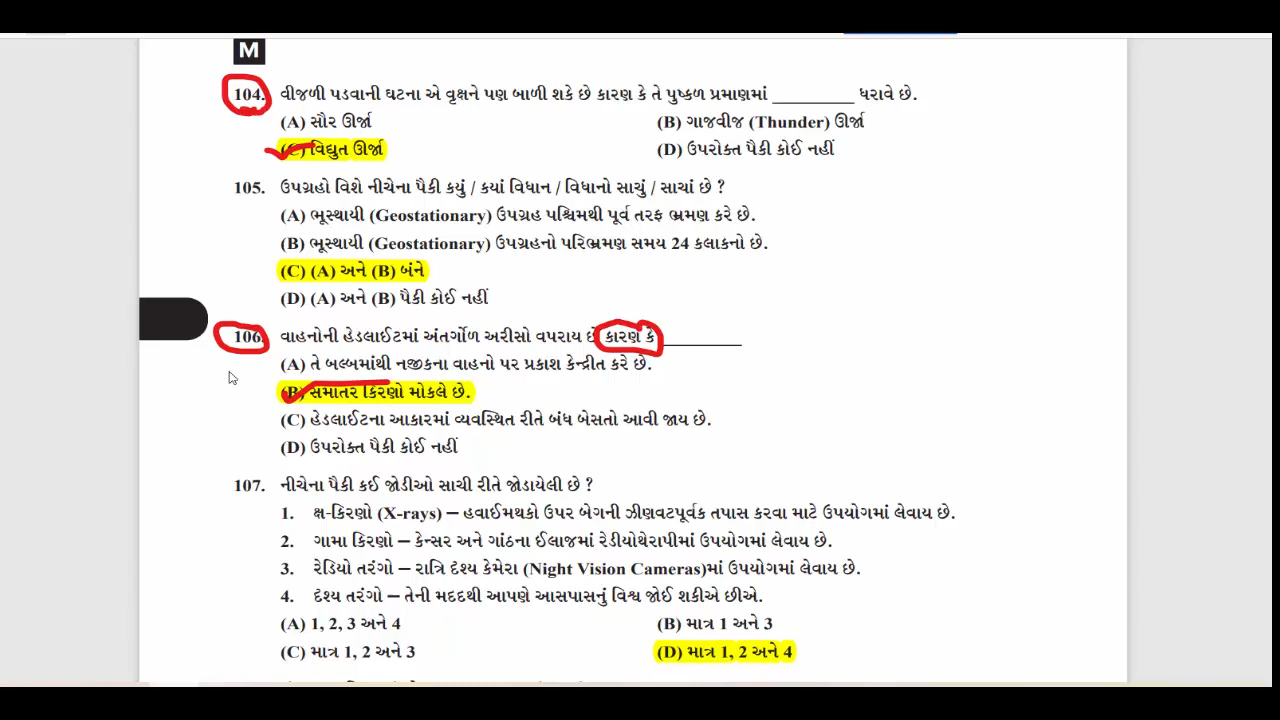 M
104. વીજળી પડવાની ઘટના એ વૃક્ષને પણ બાળી શકે છે કારણ કે તે પુષ્કળ પ્રમાણમાં _________ ધરાવે છે.
(A) સૌર ઊર્જા (B) ગાજવીજ (Thunder) ઊર્જા
(C) વિદ્યુત ઊર્જા (D) ઉપરોક્ત પૈકી કોઈ નહીં
105. ઉપગ્રહો વિશે નીચેના પૈકી કયું / કયાં વિધાન / વિધાનો સાચું / સાચાં છે ?
(A) ભૂસ્થાયી (Geostationary) ઉપગ્રહ પશ્ચિમથી પૂર્વ તરફ ભ્રમણ કરે છે.
(B) ભૂસ્થાયી (Geostationary) ઉપગ્રહનો પરિભ્રમણ સમય 24 કલાકનો છે.
(C) (A) અને (B) બંને
(D) (A) અને (B) પૈકી કોઈ નહીં
106. વાહનોની હેડલાઈટમાં અંતર્ગોળ અરીસો વપરાય છે કારણ કે _________
(A) તે બલ્બમાંથી નજીકના વાહનો પર પ્રકાશ કેન્દ્રીત કરે છે.
(B) સમાતર કિરણો મોકલે છે.
(C) હેડલાઈટના આકારમાં વ્યવસ્થિત રીતે બંધ બેસતો આવી જાય છે.
(D) ઉપરોક્ત પૈકી કોઈ નહીં
107. નીચેના પૈકી કઈ જોડીઓ સાચી રીતે જોડાયેલી છે ?
1. ક્ષ-કિરણો (X-rays) – હવાઈમથકો ઉપર બેગની ઝીણવટપૂર્વક તપાસ કરવા માટે ઉપયોગમાં લેવાય છે.
2. ગામા કિરણો – કેન્સર અને ગાંઠના ઈલાજમાં રેડીયોથેરાપીમાં ઉપયોગમાં લેવાય છે.
3. રેડિયો તરંગો – રાત્રિ દૃશ્ય કેમેરા (Night Vision Cameras)માં ઉપયોગમાં લેવાય છે.
4. દૃશ્ય તરંગો – તેની મદદથી આપણે આસપાસનું વિશ્વ જોઈ શકીએ છીએ.
(A) 1, 2, 3 અને 4 (B) માત્ર 1 અને 3
(C) માત્ર 1, 2 અને 3 (D) માત્ર 1, 2 અને 4